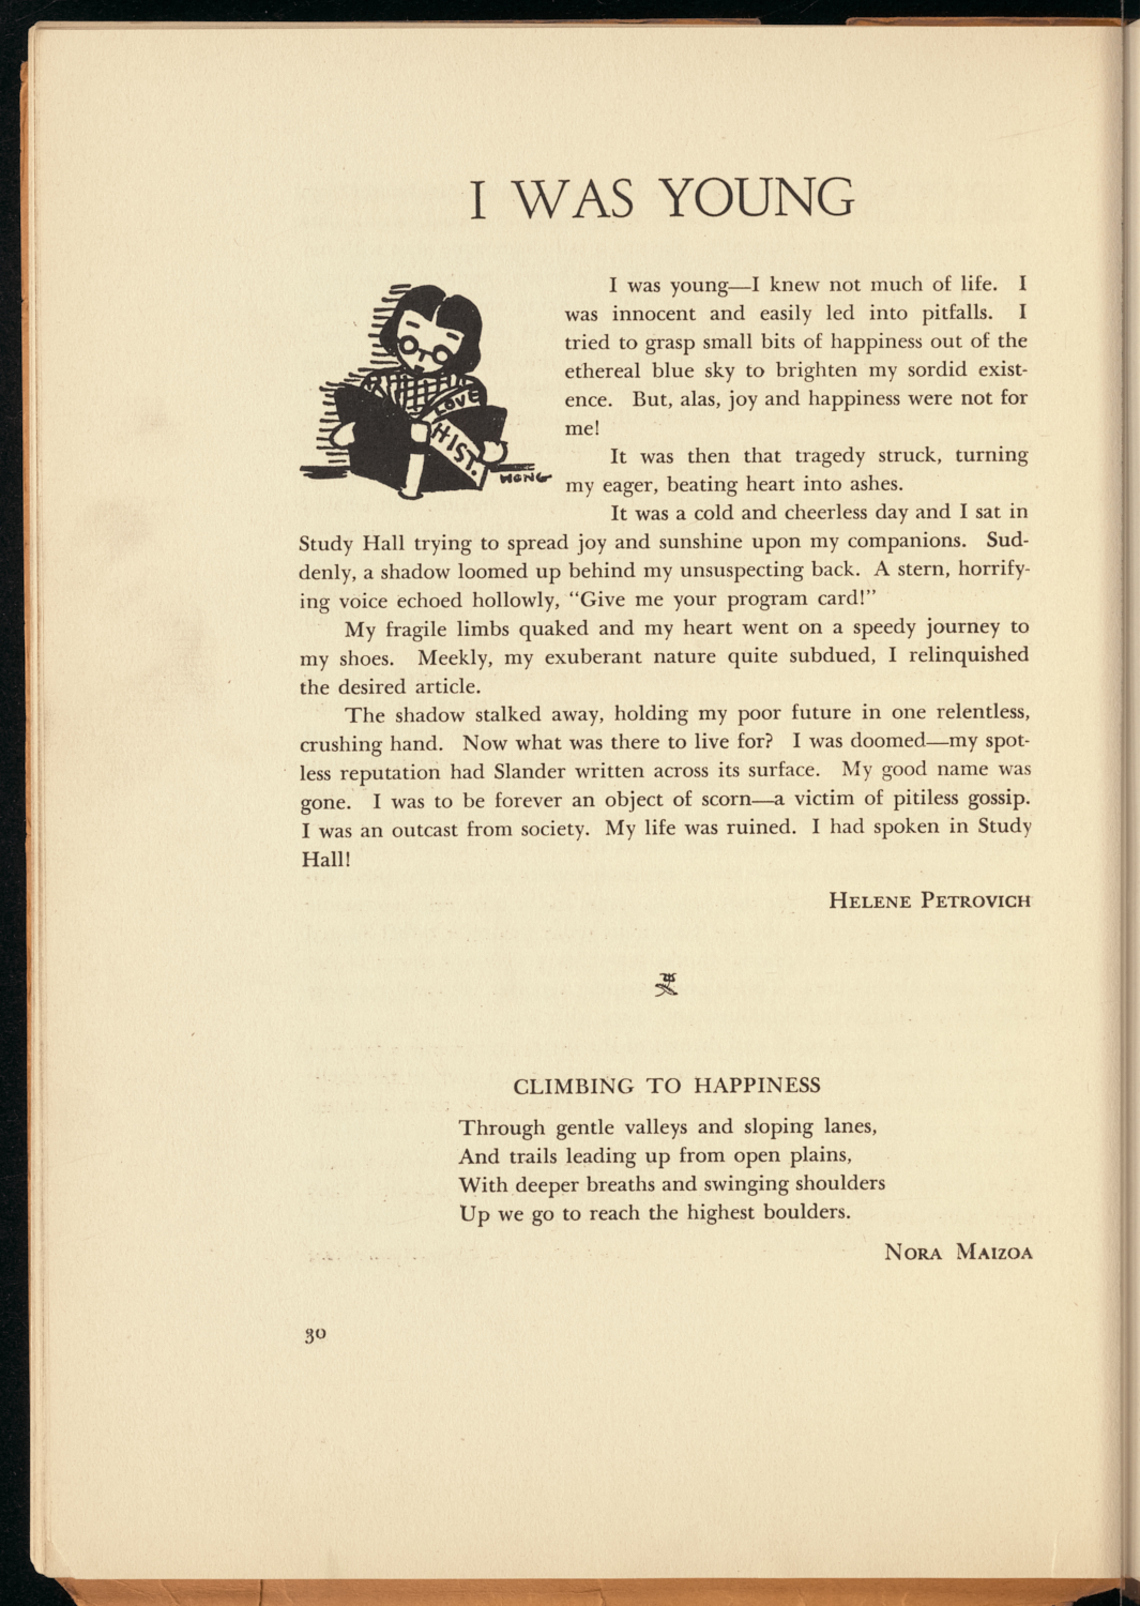 I WAS YOUNG
LOVE
HIST.
WONG
I was young—I knew not much of life. I
was innocent and easily led into pitfalls. I
tried to grasp small bits of happiness out of the
ethereal blue sky to brighten my sordid exist-
ence. But, alas, joy and happiness were not for
me!
It was then that tragedy struck, turning
my eager, beating heart into ashes.
It was a cold and cheerless day and I sat in
Study Hall trying to spread joy and sunshine upon my companions. Sud-
denly, a shadow loomed up behind my unsuspecting back. A stern, horrify-
ing voice echoed hollowly, “Give me your program card!”
My fragile limbs quaked and my heart went on a speedy journey to
my shoes. Meekly, my exuberant nature quite subdued, I relinquished
the desired article.
The shadow stalked away, holding my poor future in one relentless,
crushing hand. Now what was there to live for? I was doomed—my spot-
less reputation had Slander written across its surface. My good name was
gone. I was to be forever an object of scorn—a victim of pitiless gossip.
I was an outcast from society. My life was ruined. I had spoken in Study
Hall!
HELENE PETROVICH
CLIMBING TO HAPPINESS
Through gentle valleys and sloping lanes,
And trails leading up from open plains,
With deeper breaths and swinging shoulders
Up we go to reach the highest boulders.
NORA MAIZOA
30